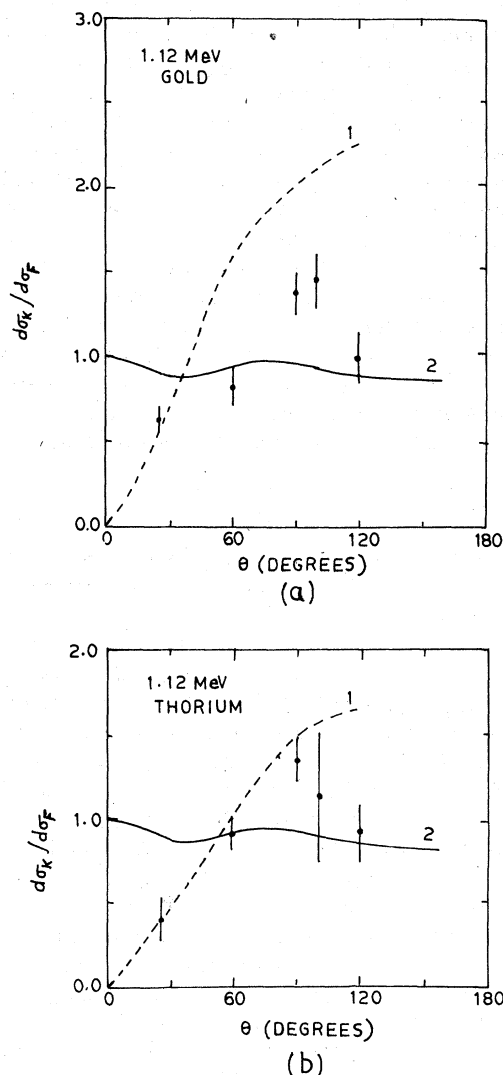 3.0
1.12 MeV
GOLD
1
2.0
dσK/dσF
1.0
2
0.0
0
60
120
180
θ (DEGREES)
(a)
2.0
1.12 MeV
THORIUM
1
dσK/dσF
1.0
2
0.0
0
60
120
180
θ (DEGREES)
(b)